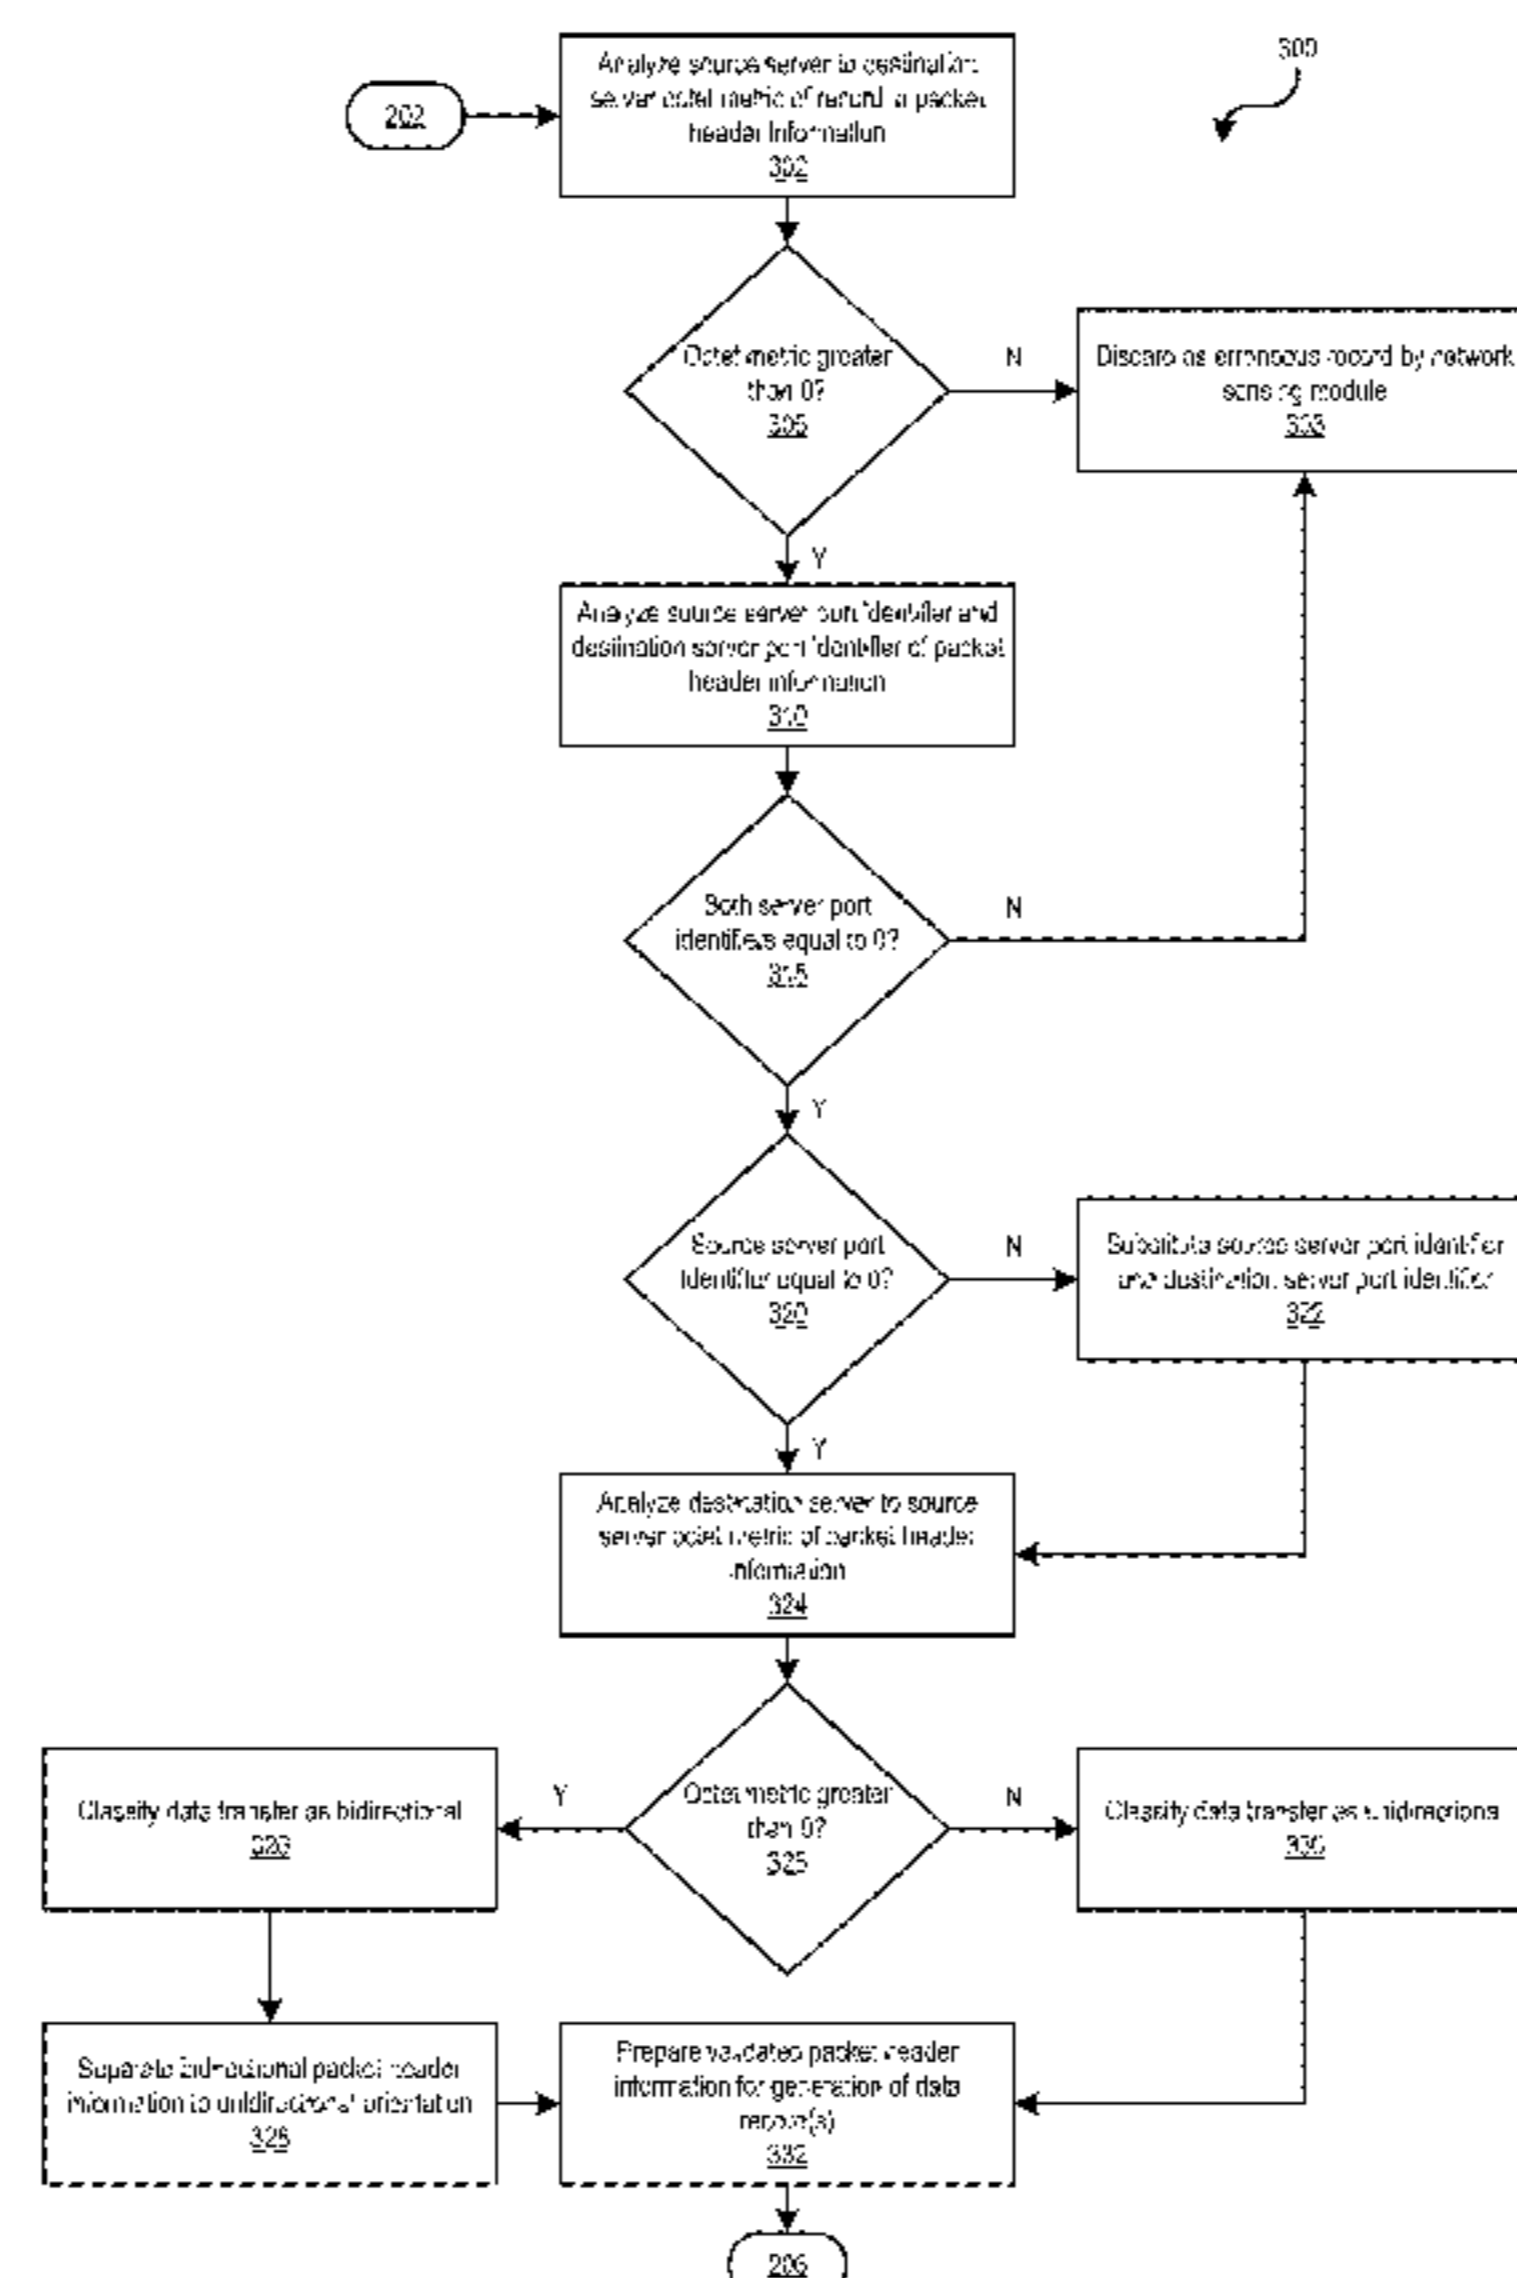 300
202
Analyze source server to destination
server octet metric of record in packet
header information
302
Octet metric greater
than 0?
N
Discard as erroneous record by network
sensing module
Y
Analyze source server port identifier and
destination server port identifier of packet
header information
310
Both server port
identifiers equal to 0?
N
Y
Source server port
identifier equal to 0?
320
N
Substitute source server port identifier
and destination server port identifier
322
Y
Analyze destination server to source
server octet metric of packet header
information
324
Octet metric greater
than 0?
Y
N
Classify data transfer as bidirectional
Classify data transfer as unidirectional
Separate bidirectional packet header
information to unidirectional orientation
328
Prepare validated packet header
information for generation of data
332